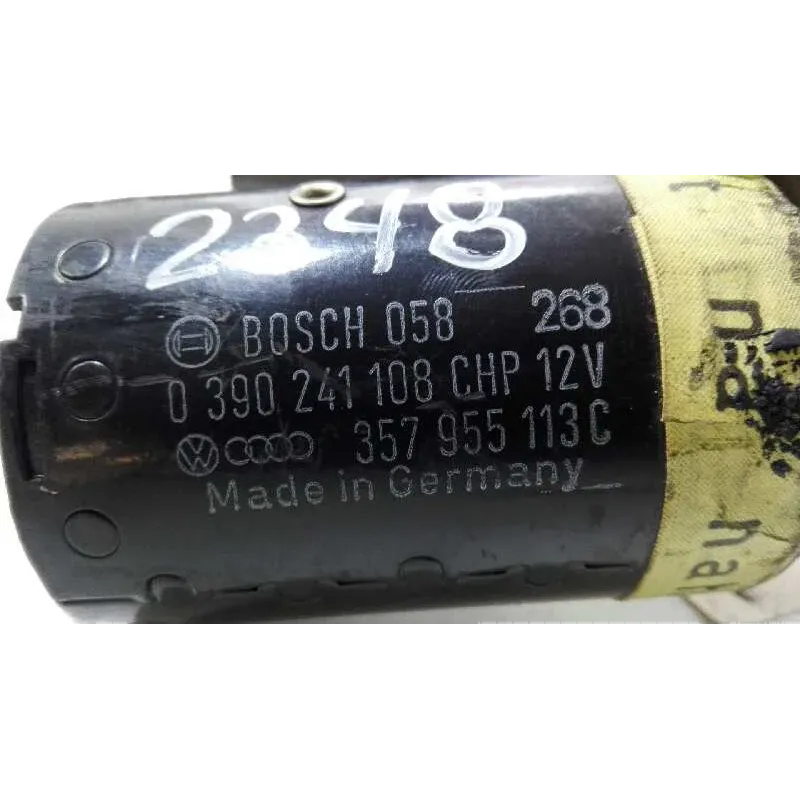 2348
BOSCH 058 268
0 390 241 108 CHP 12V
357 955 113 C
Made in Germany